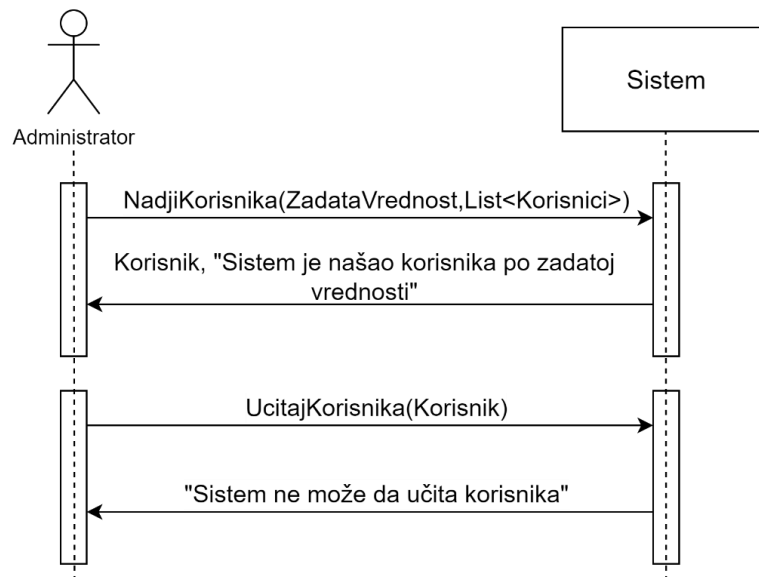 Administrator
Sistem
NadjiKorisnika(ZadataVrednost,List<Korisnici>)
Korisnik, "Sistem je našao korisnika po zadatoj
vrednosti"
UcitajKorisnika(Korisnik)
"Sistem ne može da učita korisnika"